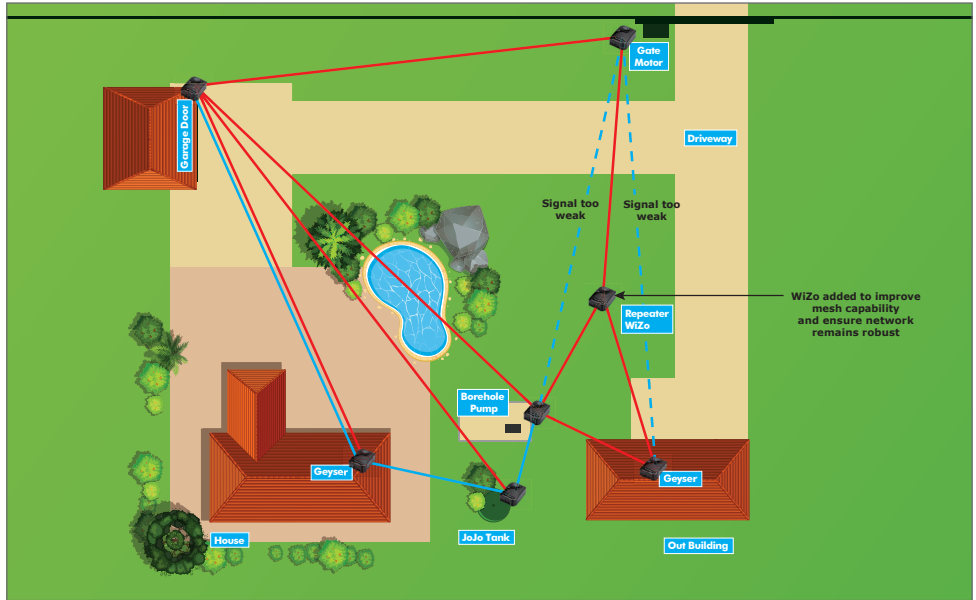 Gate
Motor
Garage Door
Driveway
Signal too
weak
Signal too
weak
WiZo added to improve
mesh capability
and ensure network
remains robust
Repeater
WiZo
Borehole
Pump
Geyser
Geyser
House
JoJo Tank
Out Building